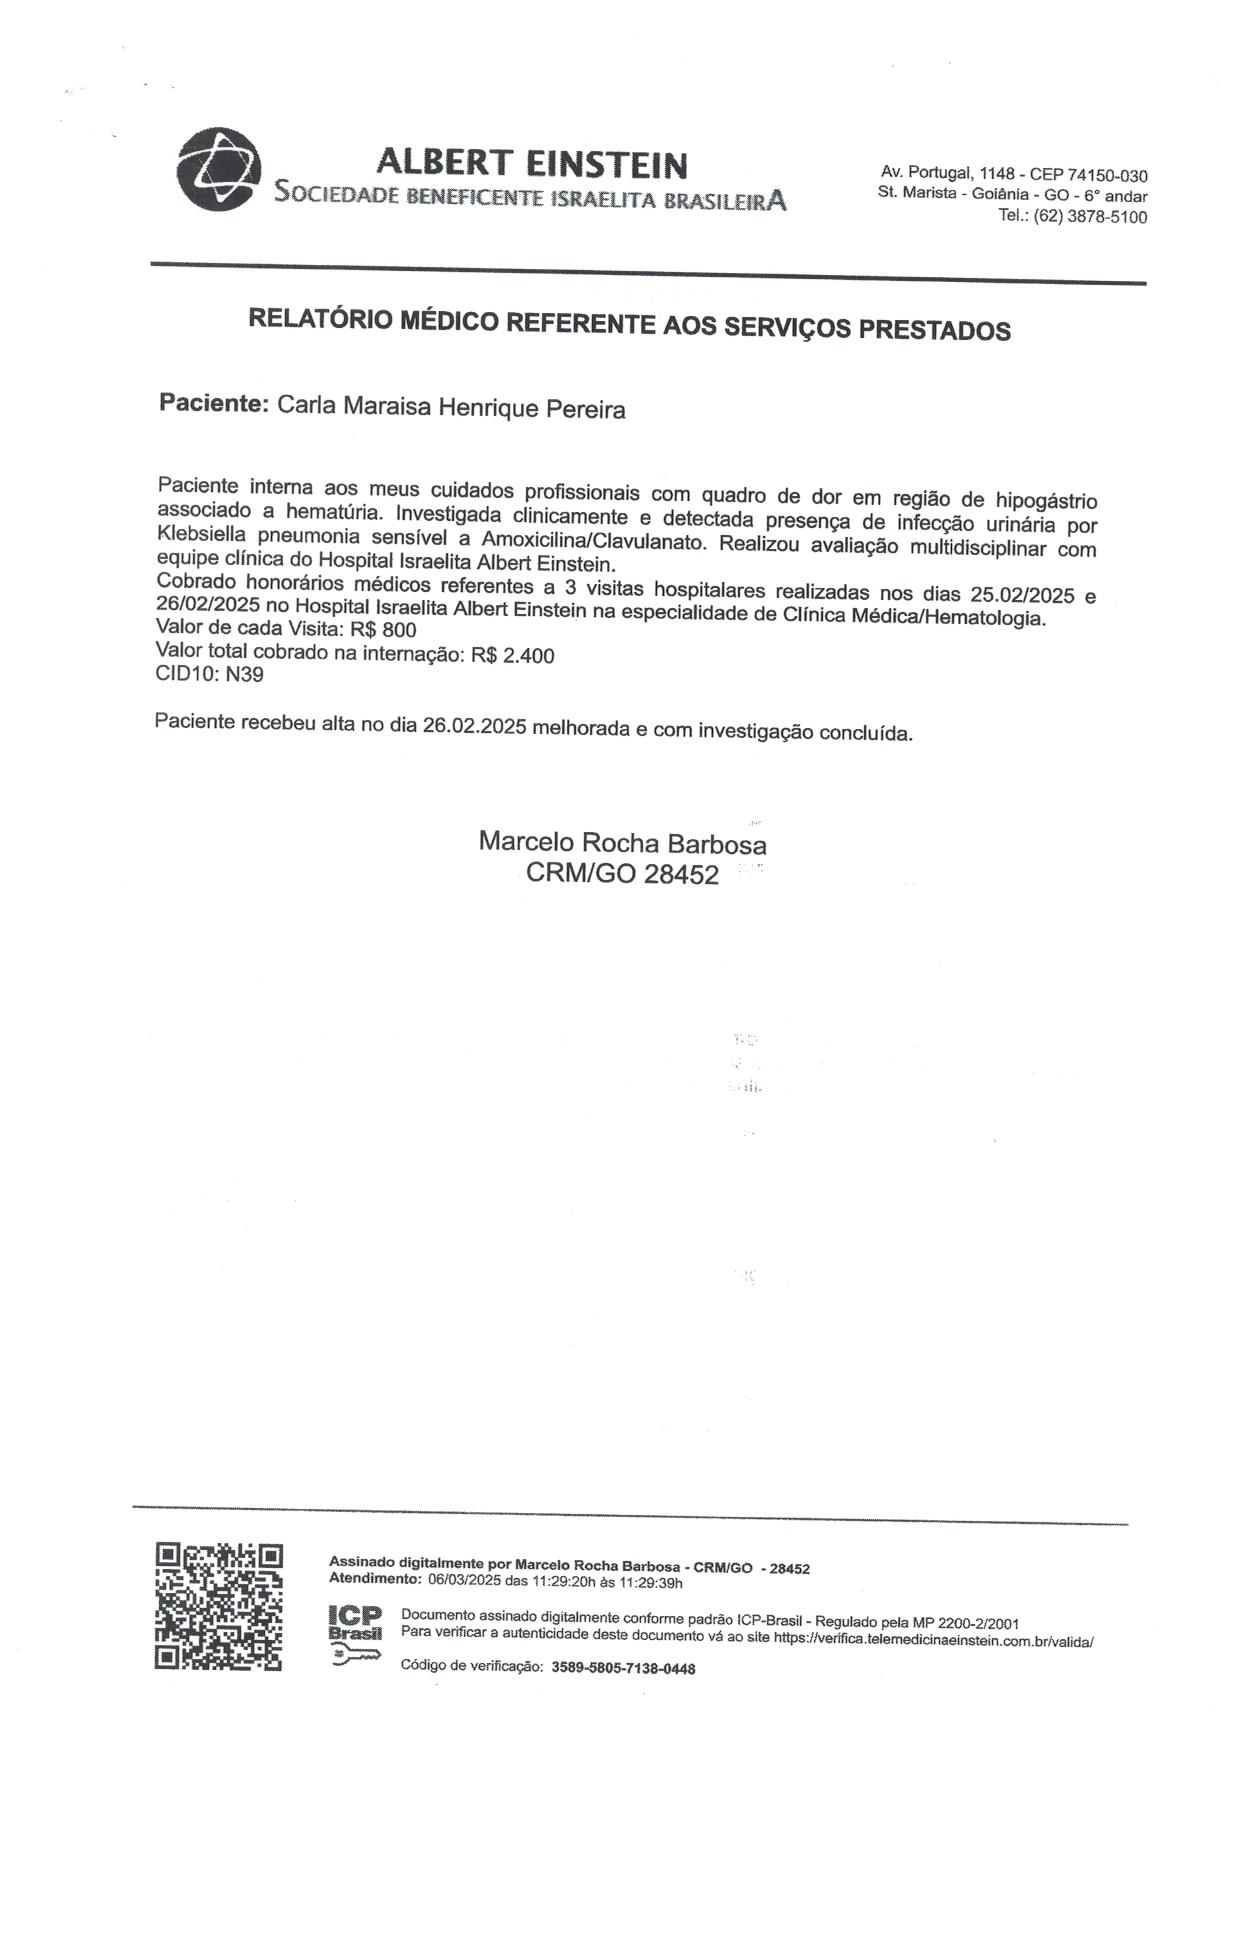 ALBERT EINSTEIN
SOCIEDADE BENEFICENTE ISRAELITA BRASILEIRA
Av. Portugal, 1148 - CEP 74150-030
St. Marista - Goiânia - GO - 6° andar
Tel.: (62) 3878-5100
RELATÓRIO MÉDICO REFERENTE AOS SERVIÇOS PRESTADOS
Paciente: Carla Maraisa Henrique Pereira
Paciente interna aos meus cuidados profissionais com quadro de dor em região de hipogástrio
associado a hematúria. Investigada clinicamente e detectada presença de infecção urinária por
Klebsiella pneumonia sensível a Amoxicilina/Clavulanato. Realizou avaliação multidisciplinar com
equipe clínica do Hospital Israelita Albert Einstein.
Cobrado honorários médicos referentes a 3 visitas hospitalares realizadas nos dias 25.02/2025 e
26/02/2025 no Hospital Israelita Albert Einstein na especialidade de Clínica Médica/Hematologia.
Valor de cada Visita: R$ 800
Valor total cobrado na internação: R$ 2.400
CID10: N39
Paciente recebeu alta no dia 26.02.2025 melhorada e com investigação concluída.
Marcelo Rocha Barbosa
CRM/GO 28452
Assinado digitalmente por Marcelo Rocha Barbosa - CRM/GO - 28452
Atendimento: 06/03/2025 das 11:29:20h às 11:29:39h
ICP
Brasil
Documento assinado digitalmente conforme padrão ICP-Brasil - Regulado pela MP 2200-2/2001
Para verificar a autenticidade deste documento vá ao site https://verifica.telemedicinaeinstein.com.br/valida/
Código de verificação: 3589-5805-7138-0448